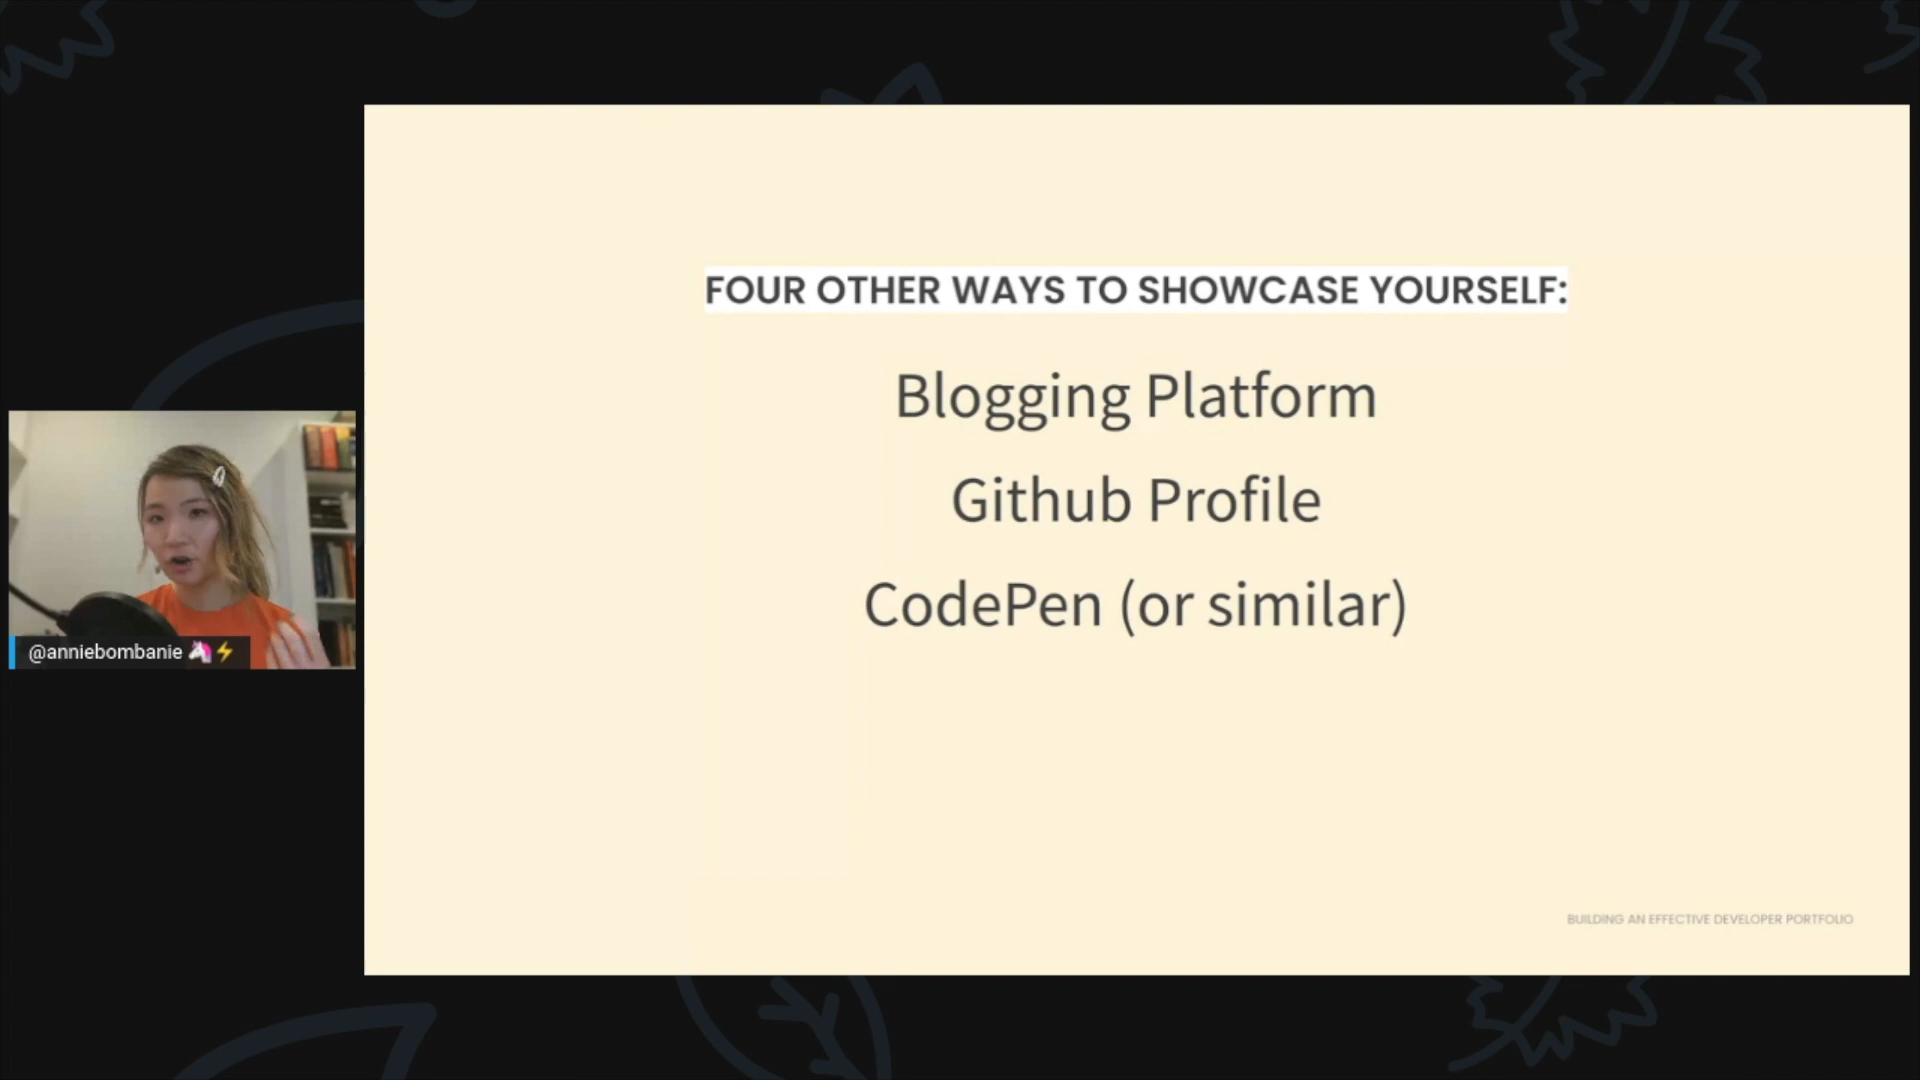 FOUR OTHER WAYS TO SHOWCASE YOURSELF:
Blogging Platform
Github Profile
CodePen (or similar)
@anniebombanie 🦄⚡
BUILDING AN EFFECTIVE DEVELOPER PORTFOLIO